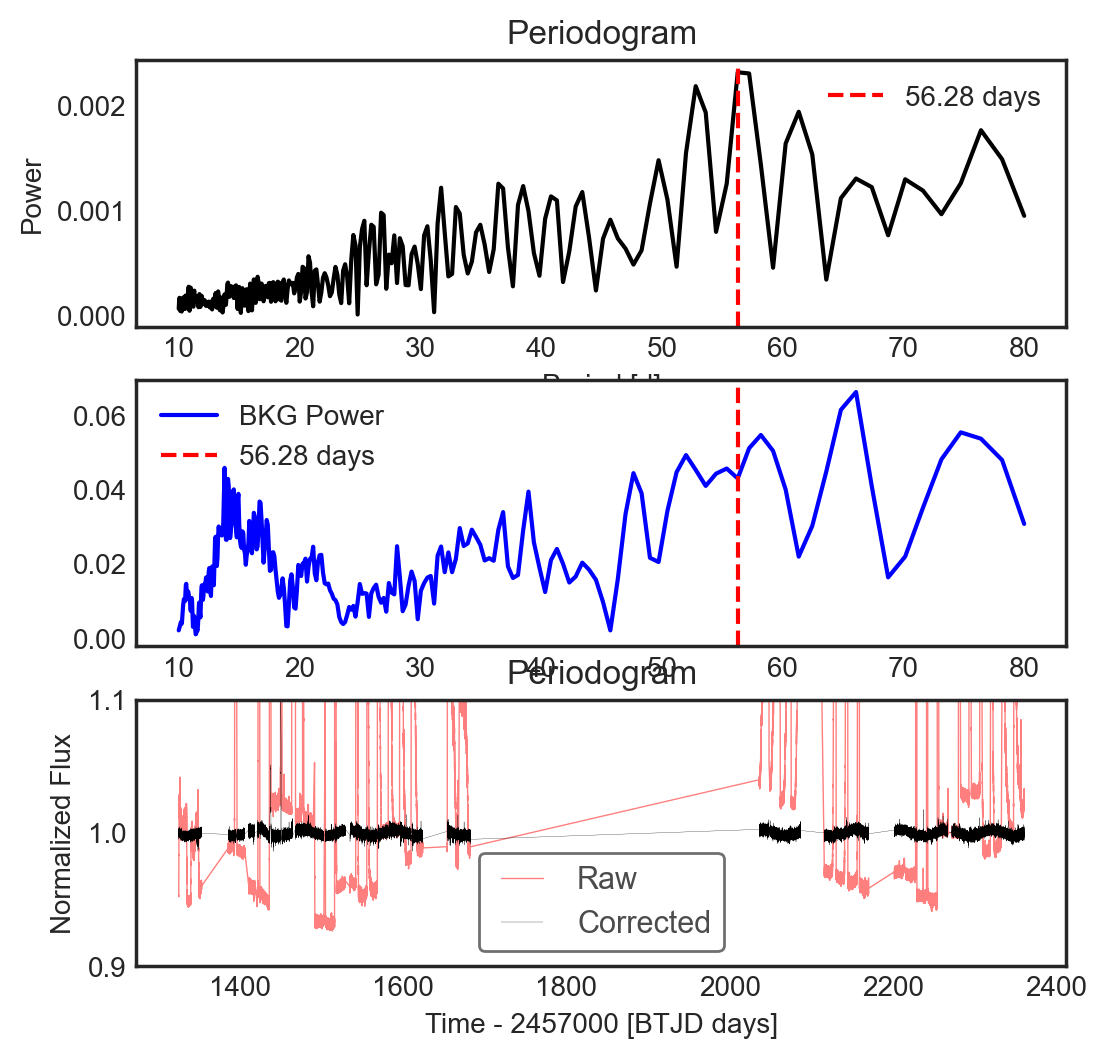 Periodogram
Power
0.002
0.001
0.000
56.28 days
10 20 30 40 50 60 70 80
0.06
0.04
0.02
0.00
BKG Power
56.28 days
10 20 30 40 50 60 70 80
Periodogram
Normalized Flux
1.1
1.0
0.9
Raw
Corrected
1400 1600 1800 2000 2200 2400
Time - 2457000 [BTJD days]